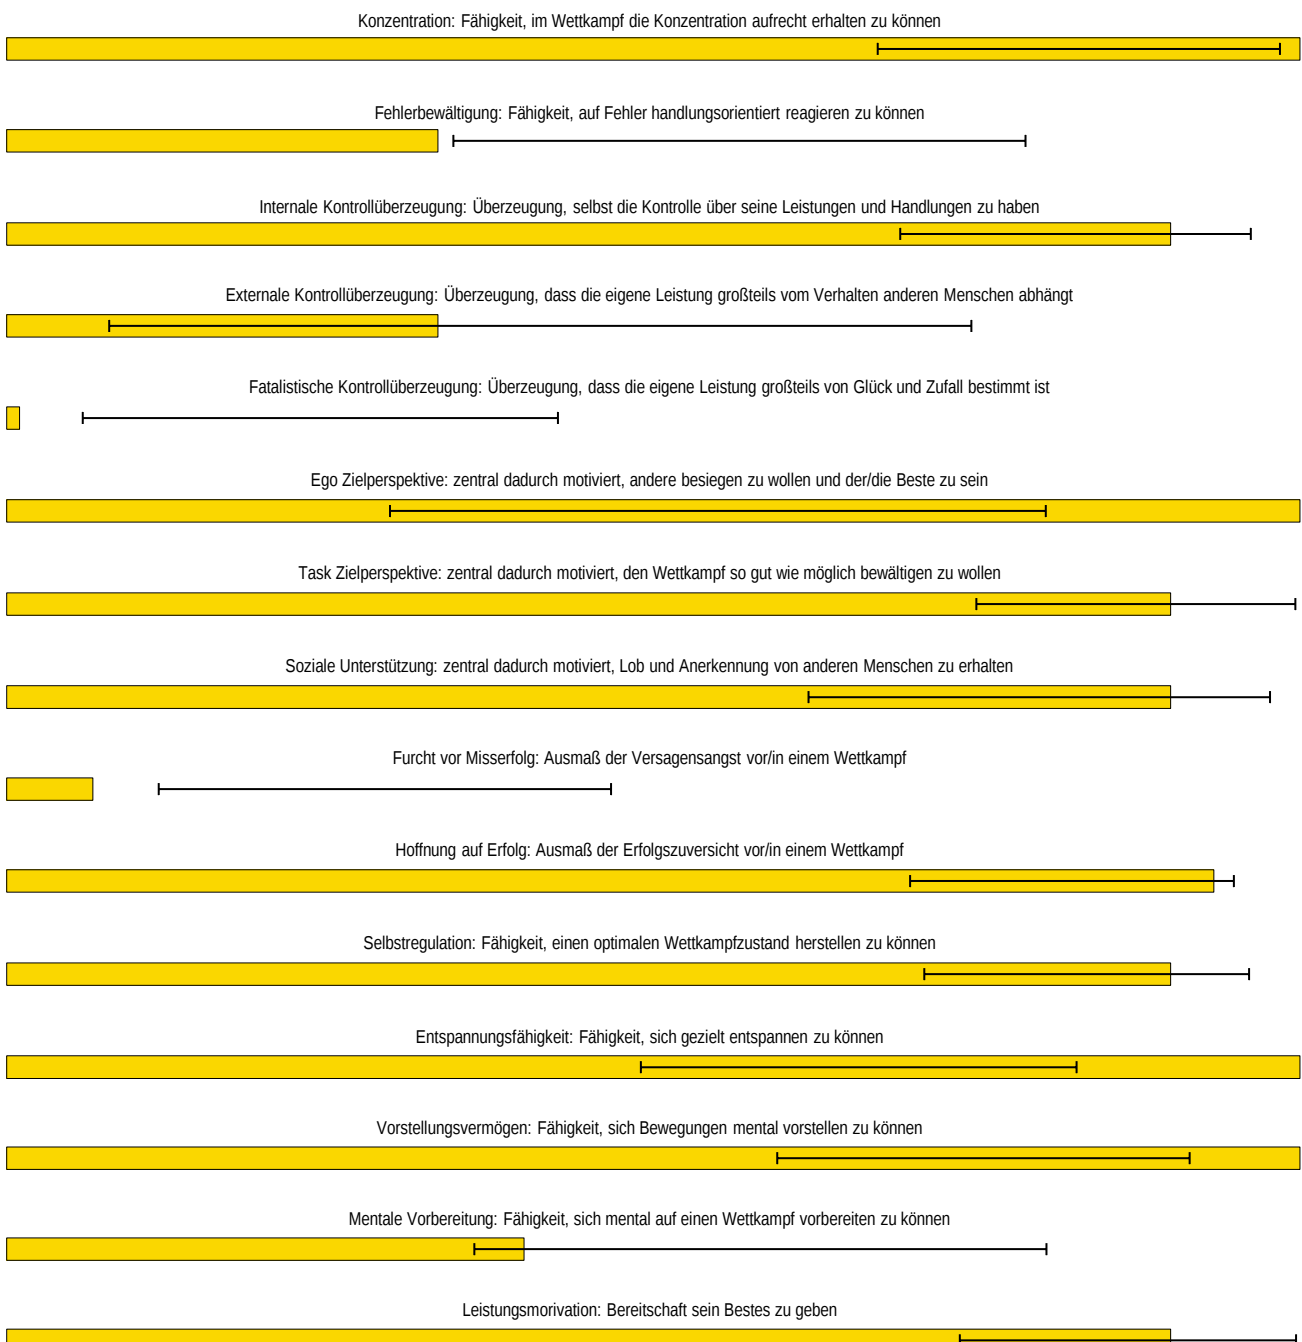 Konzentration: Fähigkeit, im Wettkampf die Konzentration aufrecht erhalten zu können
Fehlerbewältigung: Fähigkeit, auf Fehler handlungsorientiert reagieren zu können
Internale Kontrollüberzeugung: Überzeugung, selbst die Kontrolle über seine Leistungen und Handlungen zu haben
Externale Kontrollüberzeugung: Überzeugung, dass die eigene Leistung großteils vom Verhalten anderen Menschen abhängt
Fatalistische Kontrollüberzeugung: Überzeugung, dass die eigene Leistung großteils von Glück und Zufall bestimmt ist
Ego Zielperspektive: zentral dadurch motiviert, andere besiegen zu wollen und der/die Beste zu sein
Task Zielperspektive: zentral dadurch motiviert, den Wettkampf so gut wie möglich bewältigen zu wollen
Soziale Unterstützung: zentral dadurch motiviert, Lob und Anerkennung von anderen Menschen zu erhalten
Furcht vor Misserfolg: Ausmaß der Versagensangst vor/in einem Wettkampf
Hoffnung auf Erfolg: Ausmaß der Erfolgszuversicht vor/in einem Wettkampf
Selbstregulation: Fähigkeit, einen optimalen Wettkampfzustand herstellen zu können
Entspannungsfähigkeit: Fähigkeit, sich gezielt entspannen zu können
Vorstellungsvermögen: Fähigkeit, sich Bewegungen mental vorstellen zu können
Mentale Vorbereitung: Fähigkeit, sich mental auf einen Wettkampf vorbereiten zu können
Leistungsmorivation: Bereitschaft sein Bestes zu geben